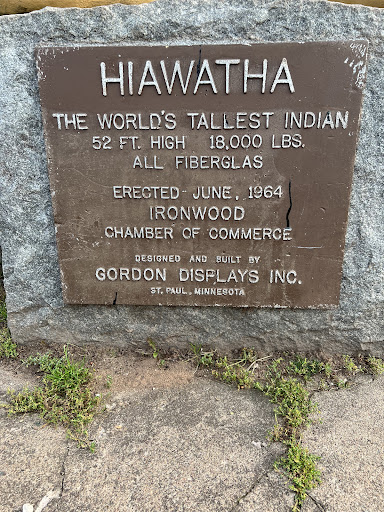 HIAWATHA
THE WORLD'S TALLEST INDIAN
52 FT. HIGH 18,000 LBS.
ALL FIBERGLAS
ERECTED - JUNE, 1964
IRONWOOD
CHAMBER OF COMMERCE
DESIGNED AND BUILT BY
GORDON DISPLAYS INC.
ST. PAUL, MINNESOTA